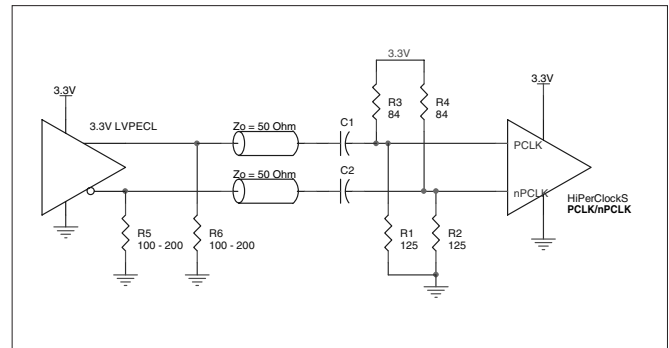 3.3V
3.3V
3.3V
R3
84
R4
84
3.3V LVPECL
Zo = 50 Ohm
C1
PCLK
Zo = 50 Ohm
C2
nPCLK
HiPerClockS
PCLK/nPCLK
R5
100 - 200
R6
100 - 200
R1
125
R2
125